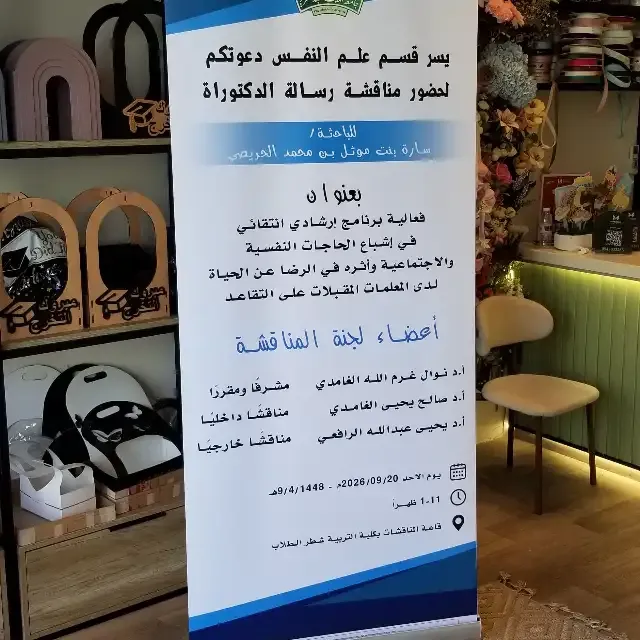 يسر قسم علم النفس دعوتكم
لحضور مناقشة رسالة الدكتوراة
للباحثة /
سارة بنت موثل بن محمد الحريصي
بعنوان
فعالية برنامج إرشادي انتقائي
في إشباع الحاجات النفسية
والاجتماعية وأثره في الرضا عن الحياة
لدى المعلمات المقبلات على التقاعد
أعضاء لجنة المناقشة
أ.د نوال غرم الله الغامدي مشرفًا ومقررًا
أ.د صالح يحيى الغامدي مناقشًا داخليًا
أ.د يحيى عبدالله الرافعي مناقشًا خارجيًا
يوم الاحد 2026/09/20م - 9/4/1448هـ
11-1 ظهراً
قاعة المناقشات بكلية التربية شطر الطلاب